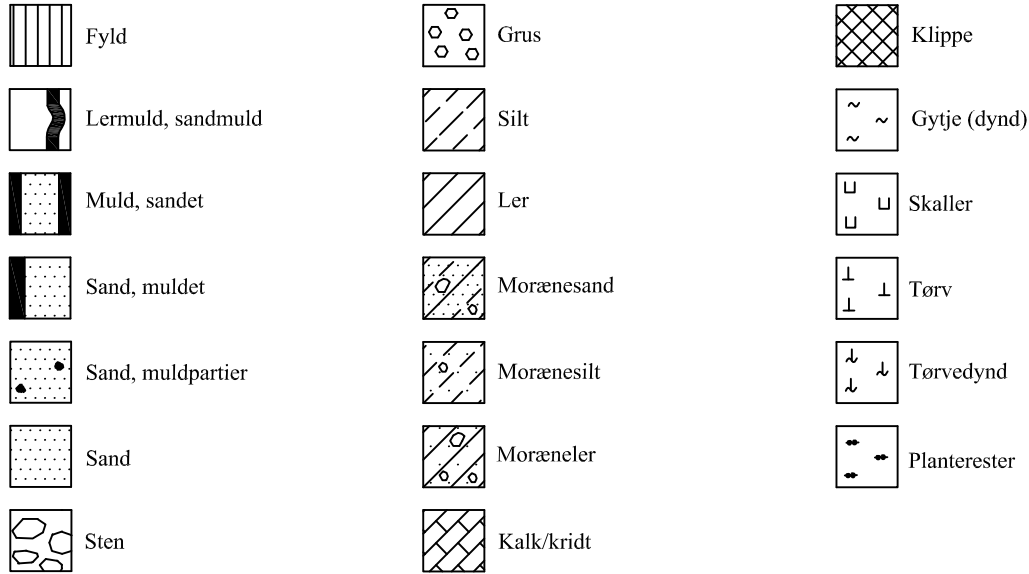 Fyld
Lermuld, sandmuld
Muld, sandet
Sand, muldet
Sand, muldpartier
Sand
Sten
Grus
Silt
Ler
Morænesand
Morænesilt
Moræneler
Kalk/kridt
Klippe
Gytje (dynd)
Skaller
Tørv
Tørvedynd
Planterester